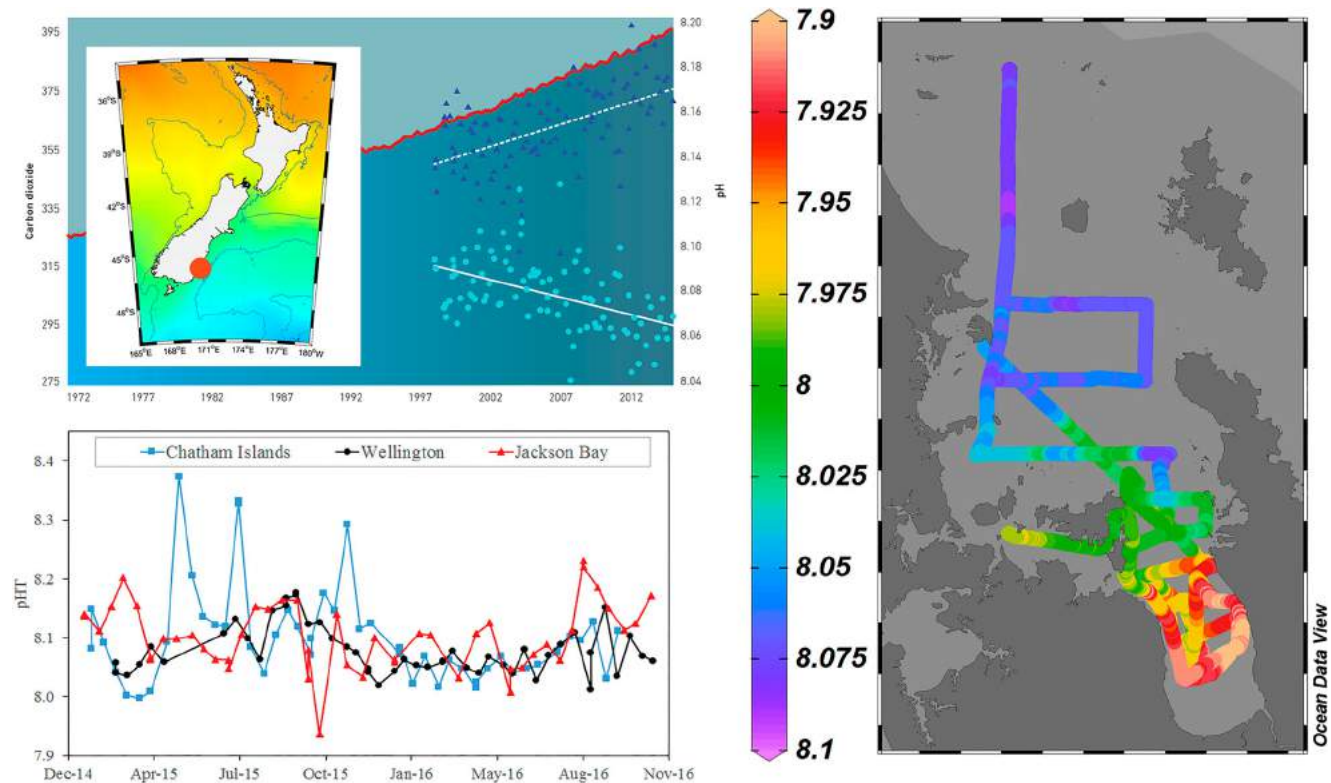 395
375
355
335
315
295
275
Carbon dioxide
8.20
8.18
8.16
8.14
8.12
8.10
8.08
8.06
8.04
pH
1972 1977 1982 1987 1992 1997 2002 2007 2012
36°S
39°S
42°S
45°S
48°S
165°E 168°E 171°E 174°E 177°E 180°W
Chatham Islands Wellington Jackson Bay
8.4
8.3
8.2
8.1
8.0
7.9
pHT
Dec-14 Apr-15 Jul-15 Oct-15 Jan-16 May-16 Aug-16 Nov-16
7.9
7.925
7.95
7.975
8
8.025
8.05
8.075
8.1
Ocean Data View